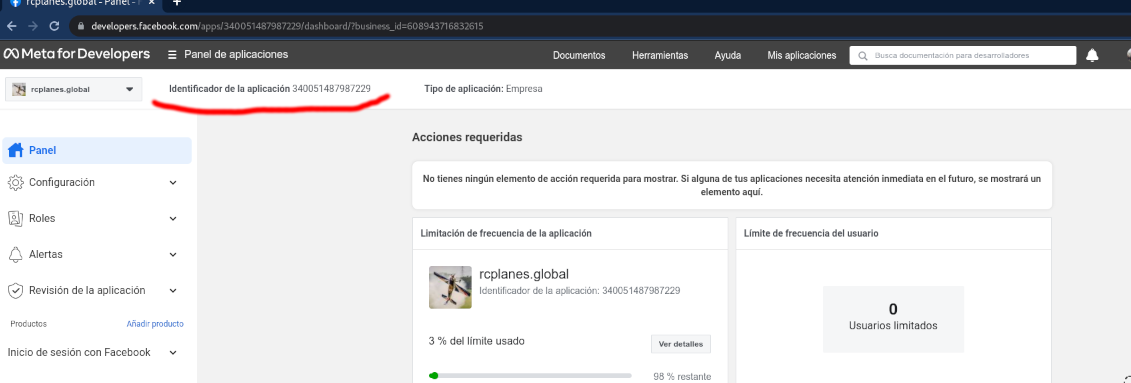 rcplanes.global - Panel -
developers.facebook.com/apps/340051487987229/dashboard/?business_id=608943716832615
Meta for Developers
Panel de aplicaciones
Documentos
Herramientas
Ayuda
Mis aplicaciones
Busca documentación para desarrolladores
rcplanes.global
Identificador de la aplicación 340051487987229
Tipo de aplicación: Empresa
Panel
Configuración
Roles
Alertas
Revisión de la aplicación
Productos
Añadir producto
Inicio de sesión con Facebook
Acciones requeridas
No tienes ningún elemento de acción requerida para mostrar. Si alguna de tus aplicaciones necesita atención inmediata en el futuro, se mostrará un
elemento aquí.
Limitación de frecuencia de la aplicación
rcplanes.global
Identificador de la aplicación: 340051487987229
3 % del límite usado
Ver detalles
98 % restante
Límite de frecuencia del usuario
0
Usuarios limitados